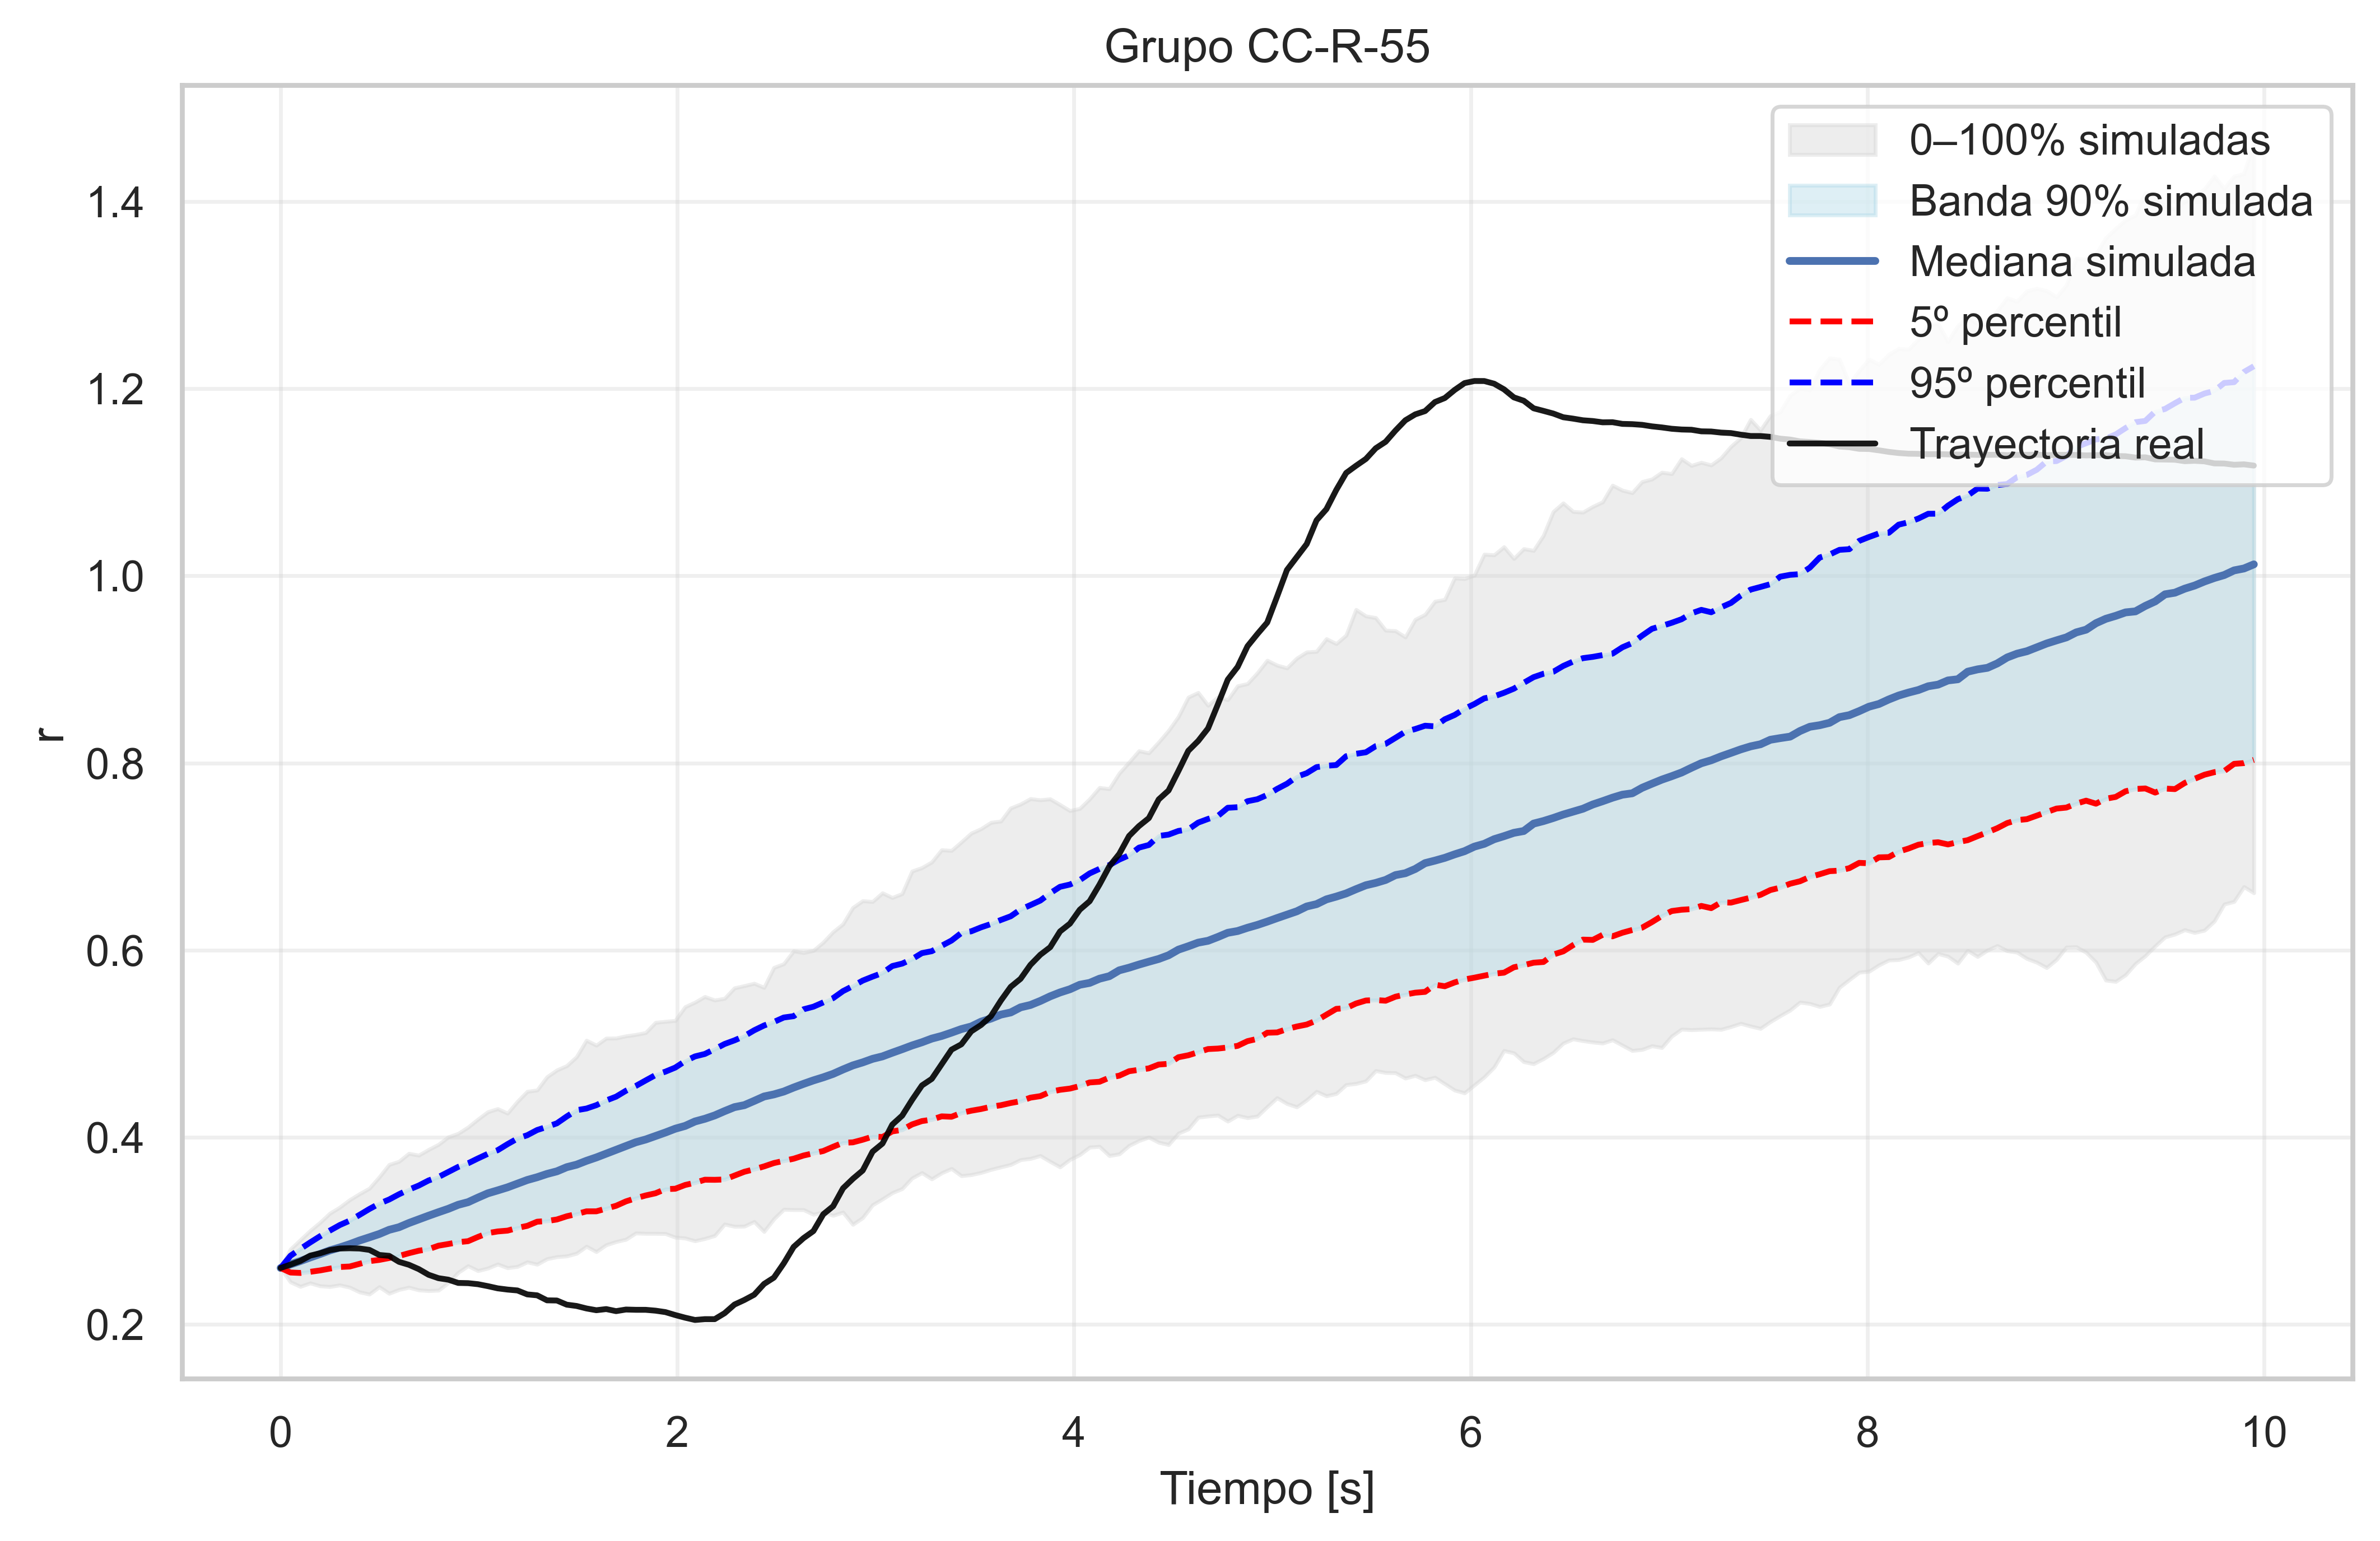 Grupo CC-R-55
0–100% simuladas
Banda 90% simulada
Mediana simulada
5º percentil
95º percentil
Trayectoria real
1.4
1.2
1.0
0.8
0.6
0.4
0.2
r
0 2 4 6 8 10
Tiempo [s]